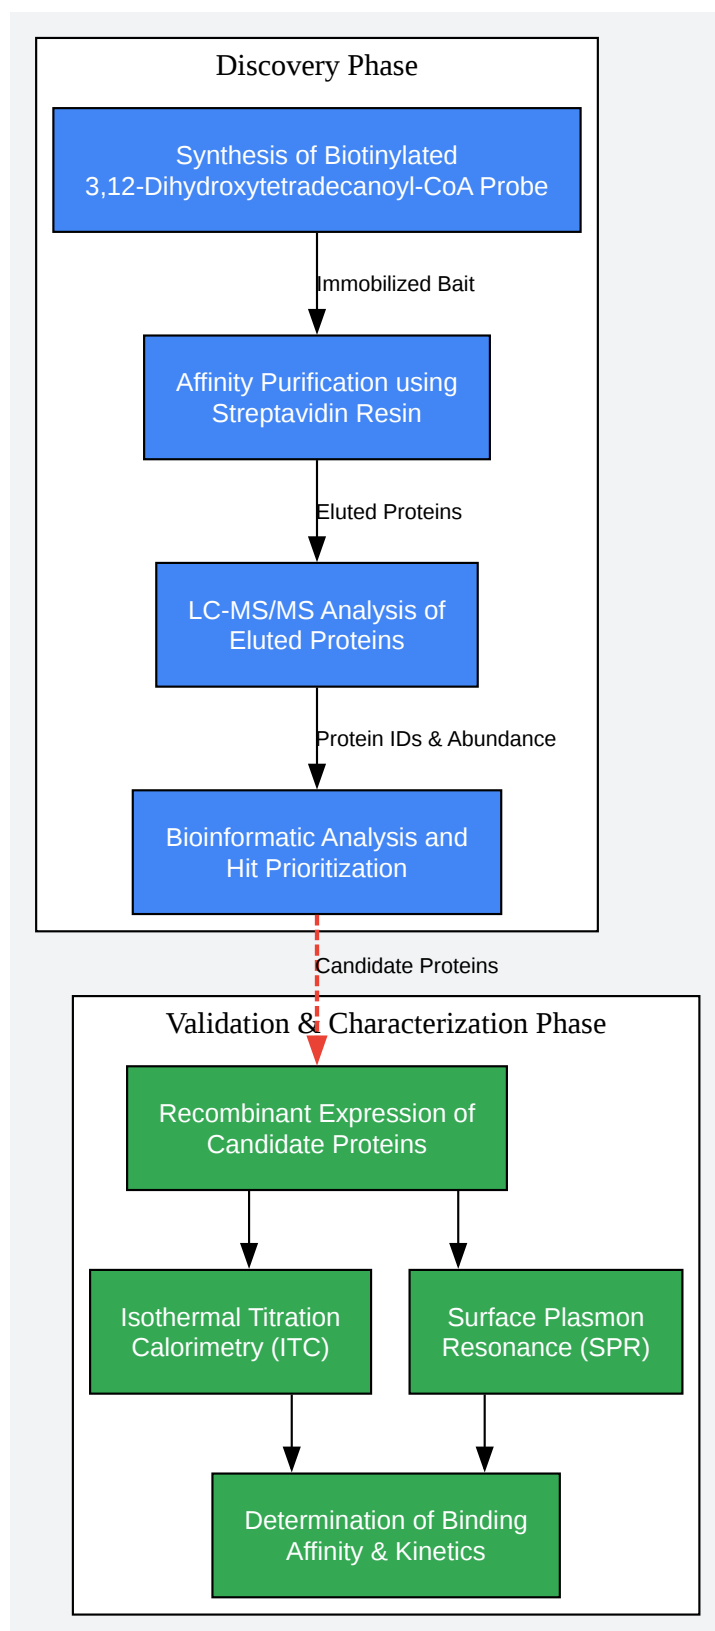 Discovery Phase
Synthesis of Biotinylated
3,12-Dihydroxytetradecanoyl-CoA Probe
Immobilized Bait
Affinity Purification using
Streptavidin Resin
Eluted Proteins
LC-MS/MS Analysis of
Eluted Proteins
Protein IDs & Abundance
Bioinformatic Analysis and
Hit Prioritization
Candidate Proteins
Validation & Characterization Phase
Recombinant Expression of
Candidate Proteins
Isothermal Titration
Calorimetry (ITC)
Surface Plasmon
Resonance (SPR)
Determination of Binding
Affinity & Kinetics